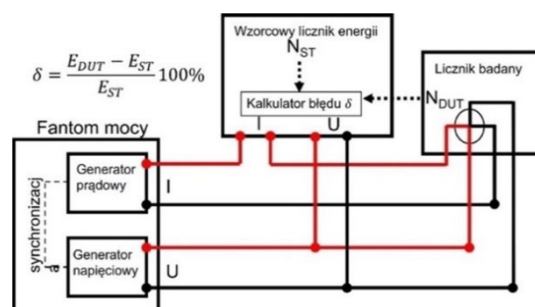 Wzorcowy licznik energii
N_ST
δ = (E_DUT − E_ST) / E_ST 100%
Licznik badany
Kalkulator błędu δ
N_DUT
I
U
Fantom mocy
Generator
prądowy
I
synchronizacj
a
Generator
napięciowy
U